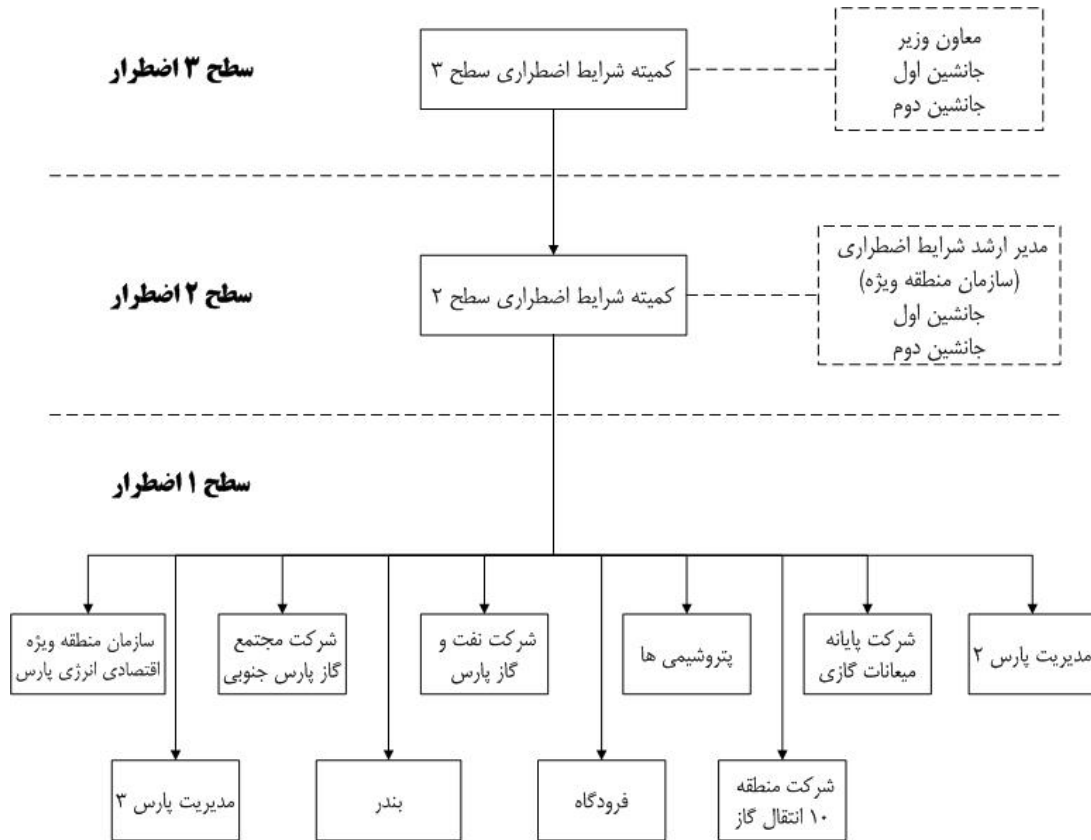 سطح ۳ اضطرار
کمیته شرایط اضطراری سطح ۳
معاون وزیر
جانشین اول
جانشین دوم
سطح ۲ اضطرار
کمیته شرایط اضطراری سطح ۲
مدیر ارشد شرایط اضطراری
(سازمان منطقه ویژه)
جانشین اول
جانشین دوم
سطح ۱ اضطرار
مدیریت پارس ۲
شرکت پایانه
میعانات گازی
پتروشیمی ها
شرکت نفت و
گاز پارس
شرکت مجتمع
گاز پارس جنوبی
سازمان منطقه ویژه
اقتصادی انرژی پارس
شرکت منطقه
۱۰ انتقال گاز
فرودگاه
بندر
مدیریت پارس ۳